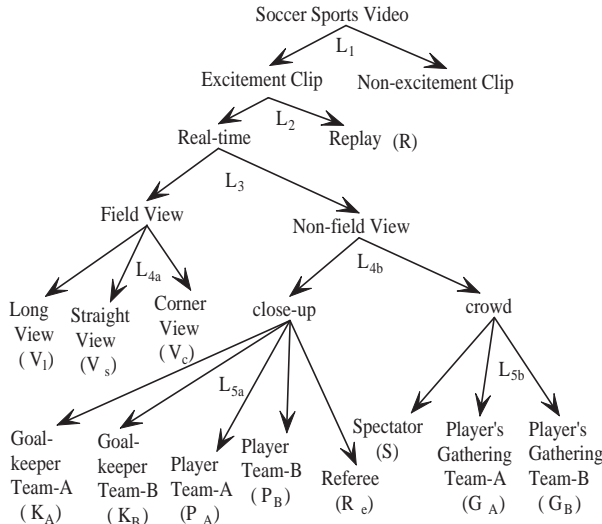 Soccer Sports Video
L1
Excitement Clip Non-excitement Clip
L2
Real-time Replay (R)
L3
Field View Non-field View
L4a L4b
Long View (Vl)
Straight View (Vs)
Corner View (Vc)
close-up crowd
L5a L5b
Goal-
keeper
Team-A
(KA)
Goal-
keeper
Team-B
(KB)
Player
Team-A
(PA)
Player
Team-B
(PB)
Referee
(Re)
Spectator
(S)
Player's
Gathering
Team-A
(GA)
Player's
Gathering
Team-B
(GB)